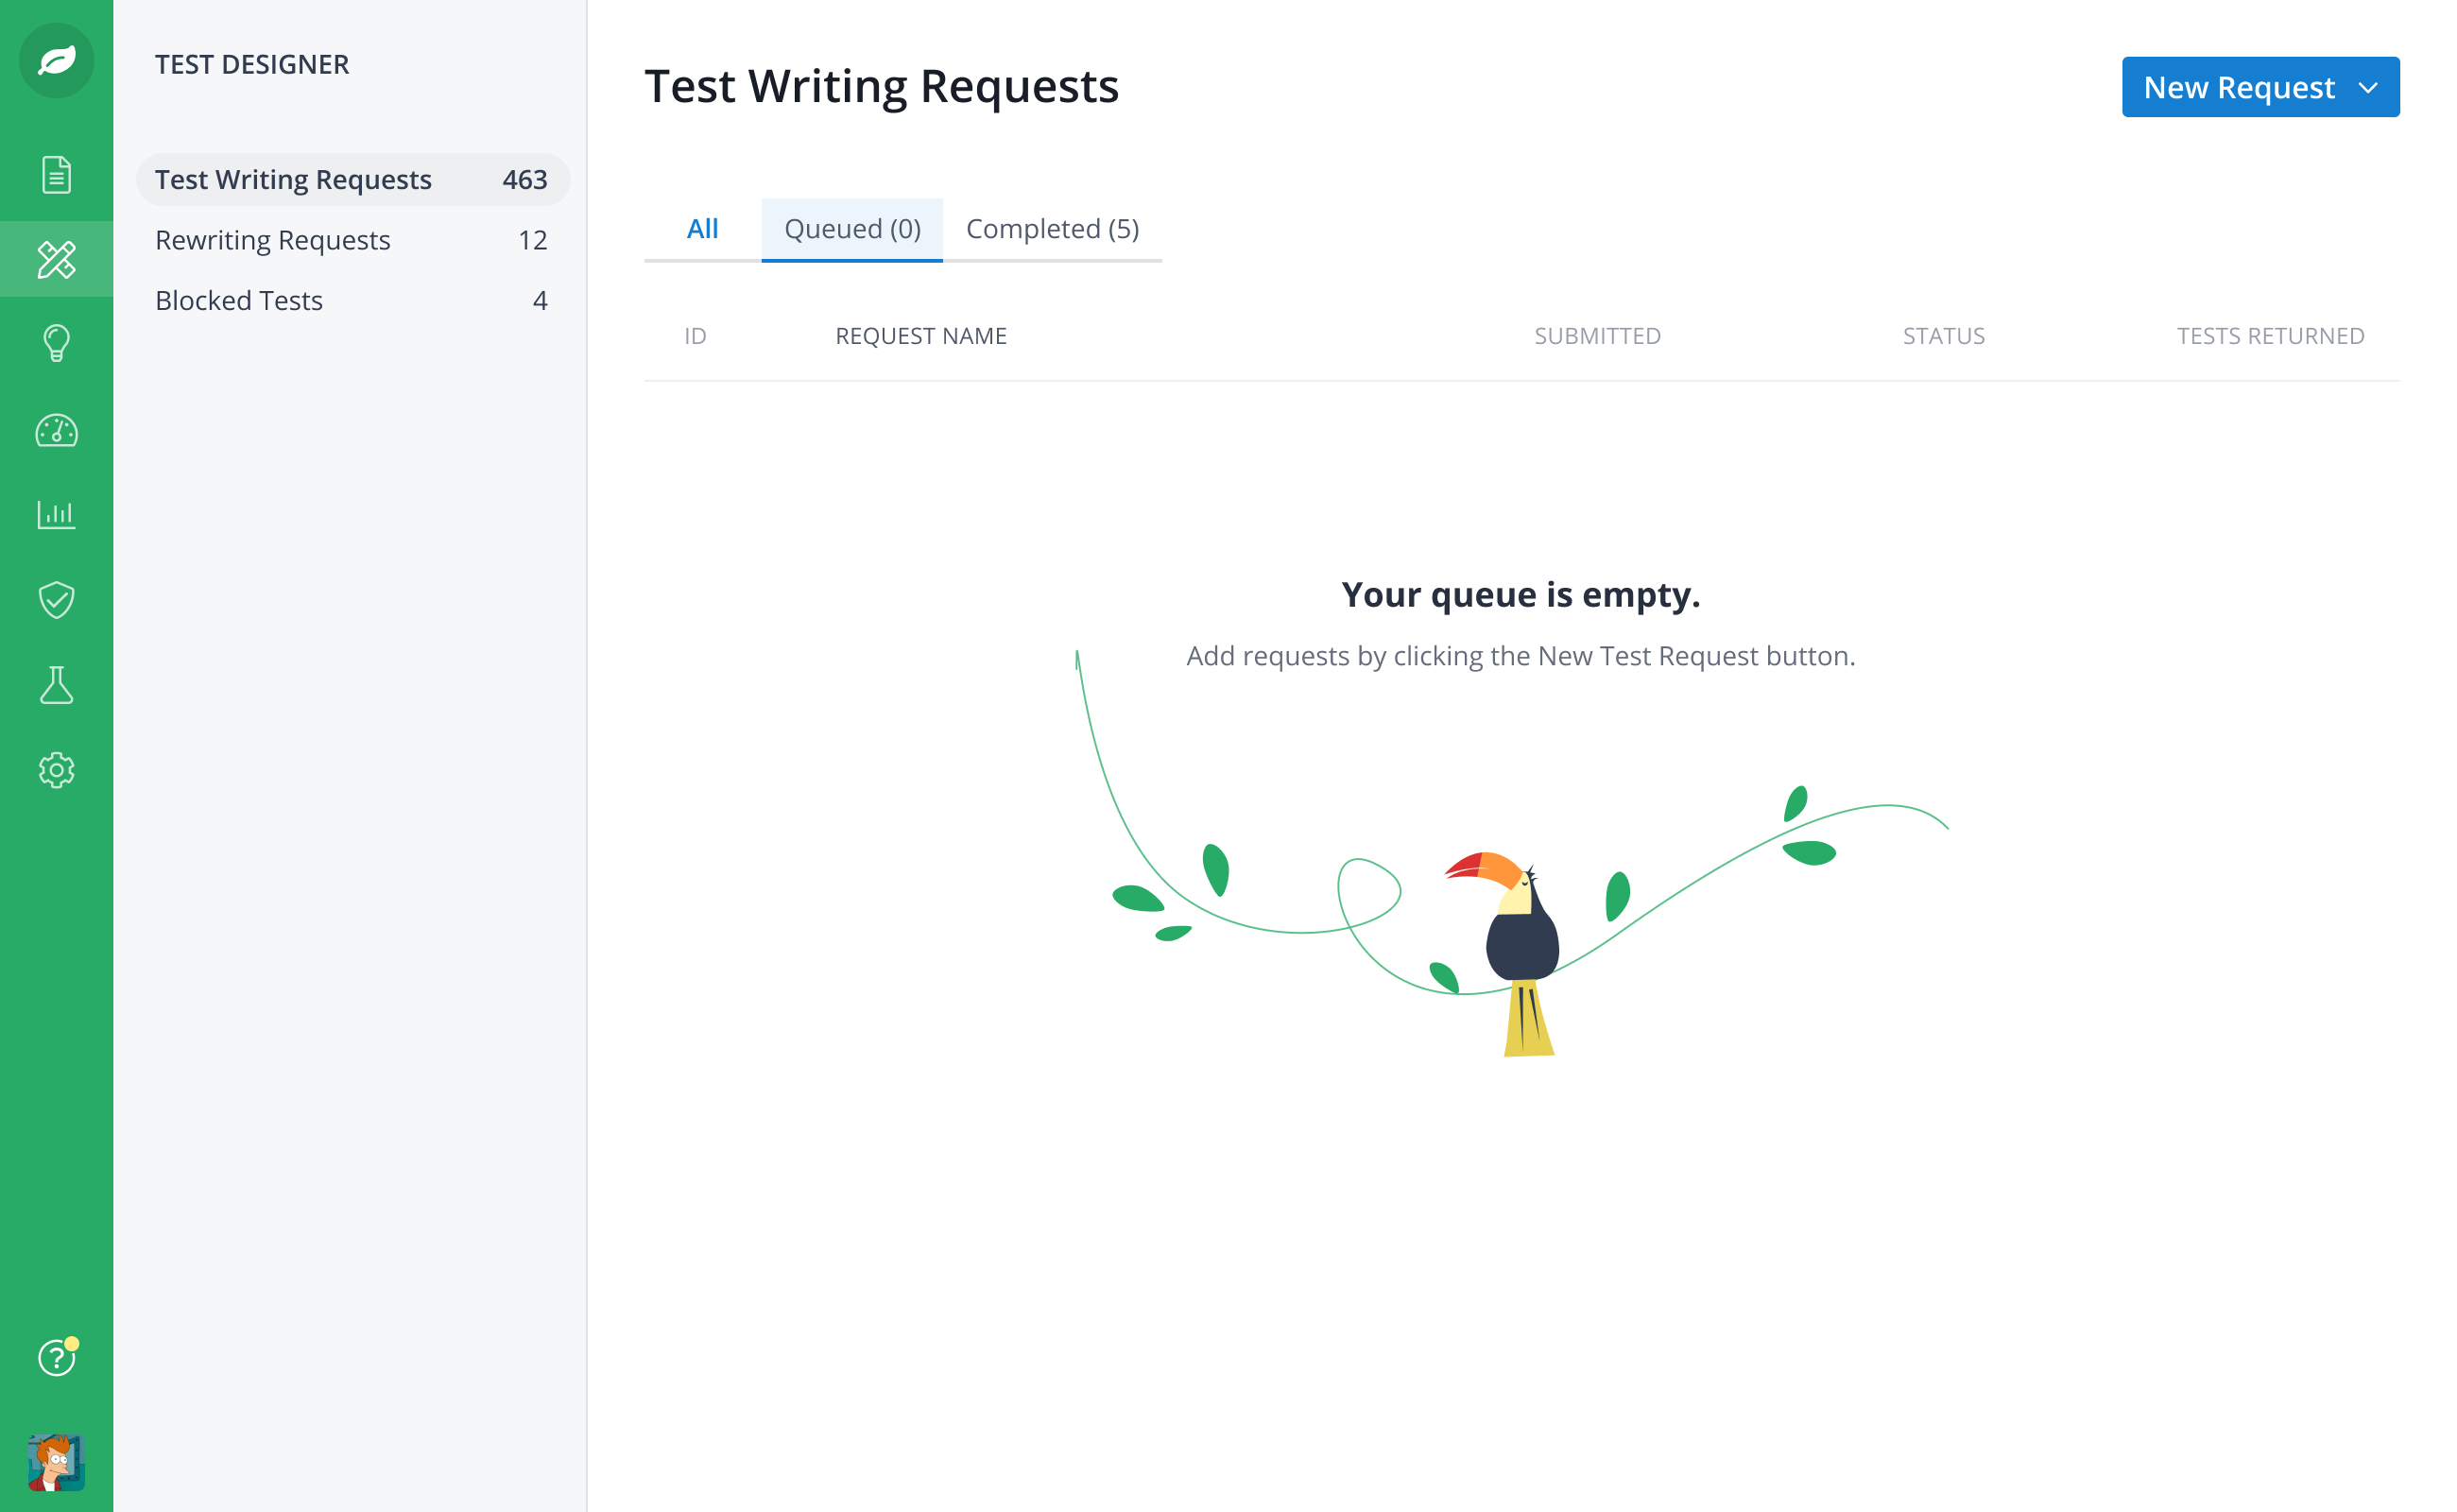 TEST DESIGNER
Test Writing Requests 463
Rewriting Requests 12
Blocked Tests 4
Test Writing Requests
New Request
All Queued (0) Completed (5)
ID REQUEST NAME SUBMITTED STATUS TESTS RETURNED
Your queue is empty.
Add requests by clicking the New Test Request button.
?